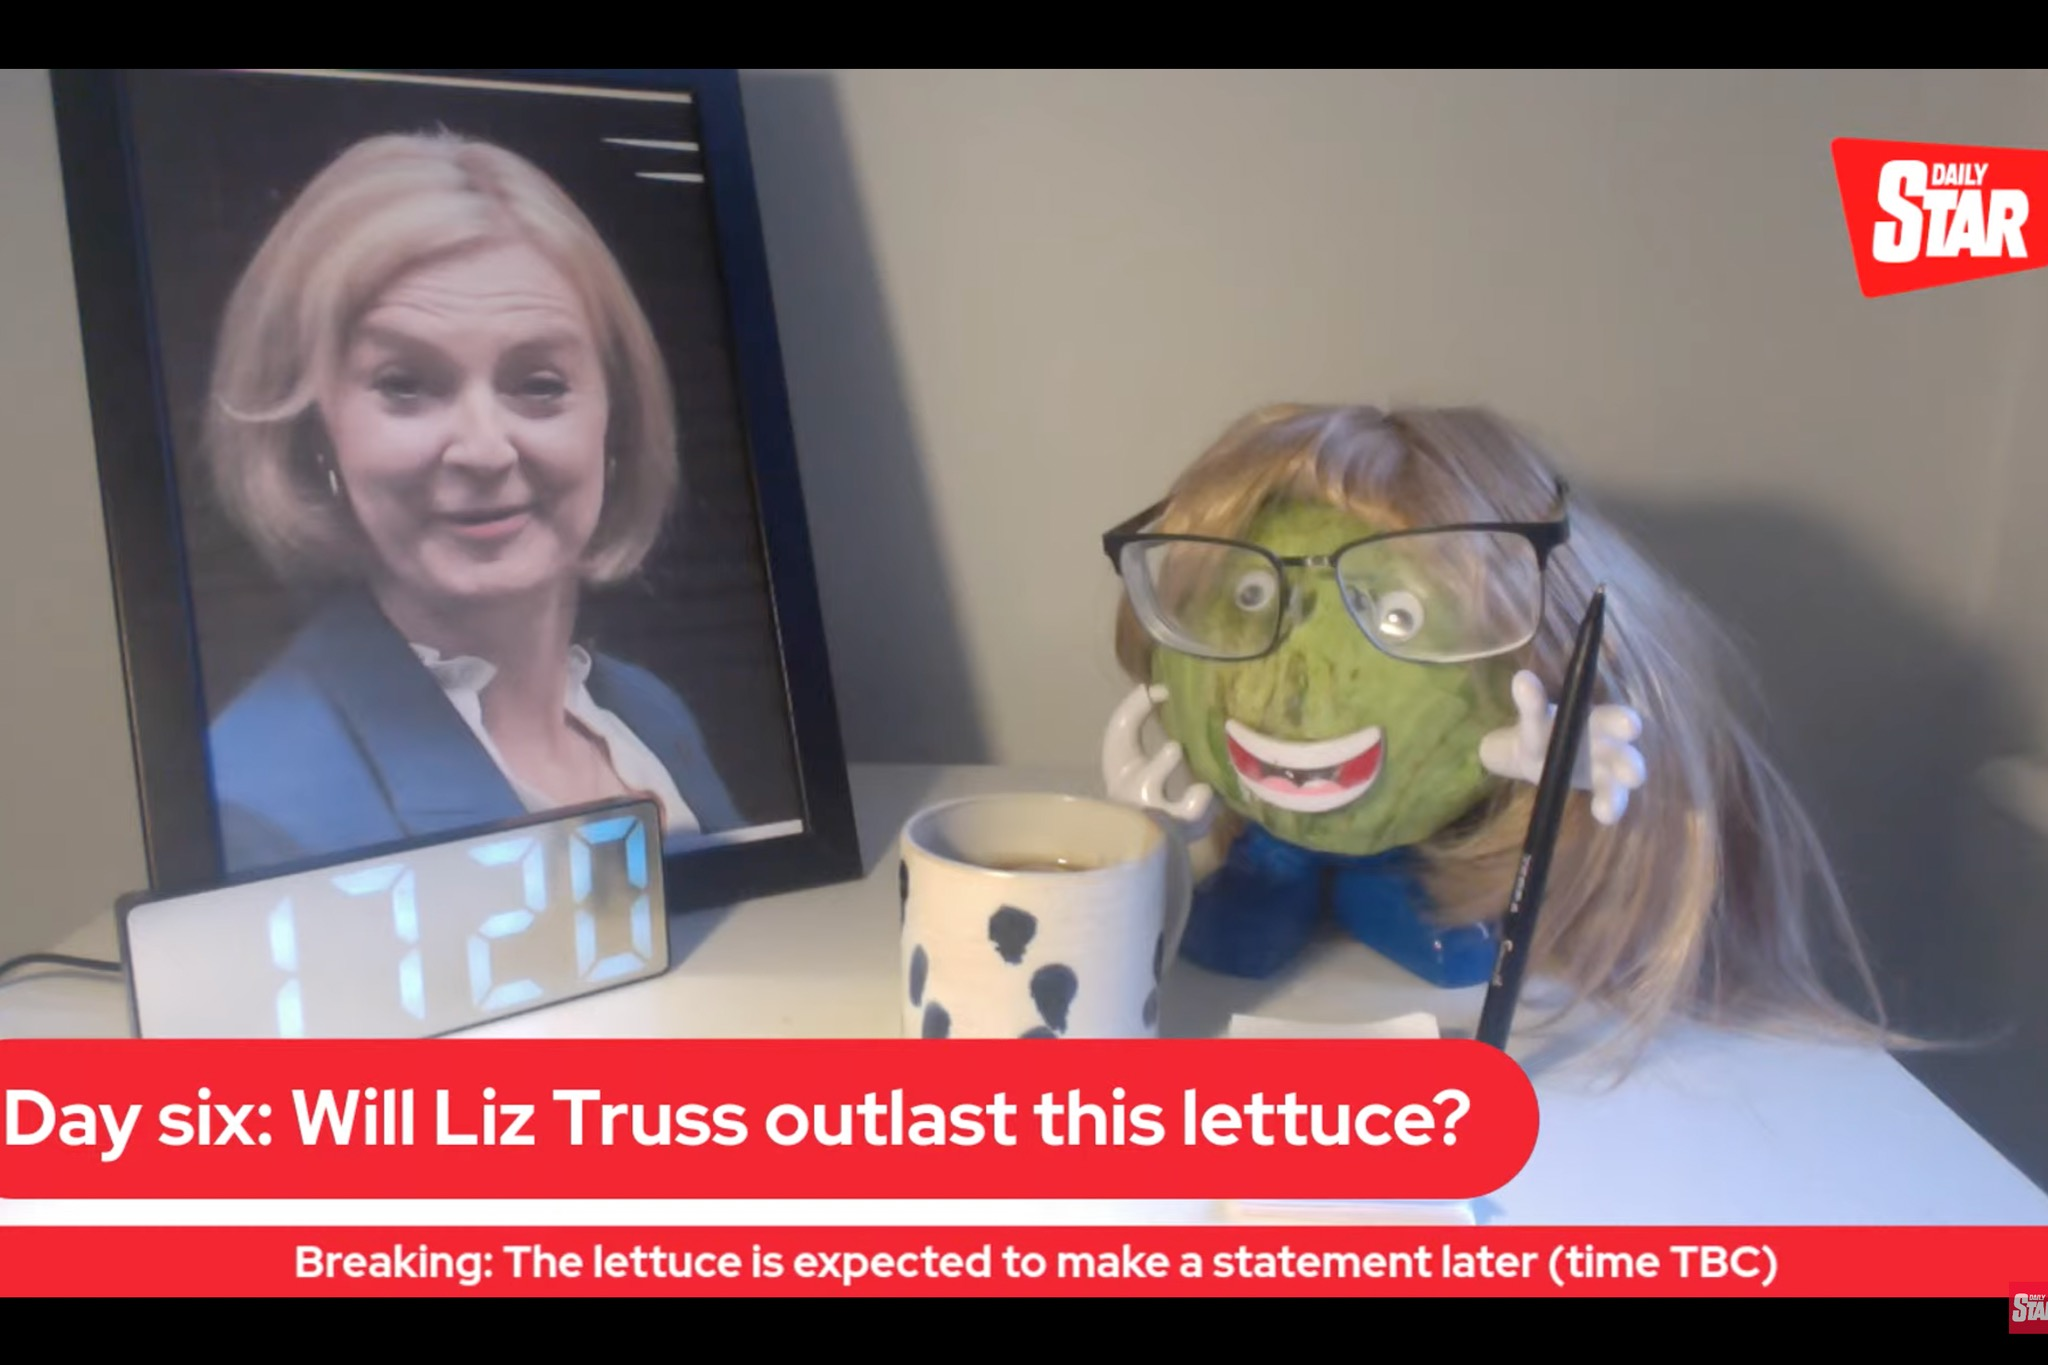 DAILY
STAR
1720
Day six: Will Liz Truss outlast this lettuce?
Breaking: The lettuce is expected to make a statement later (time TBC)
DAILY